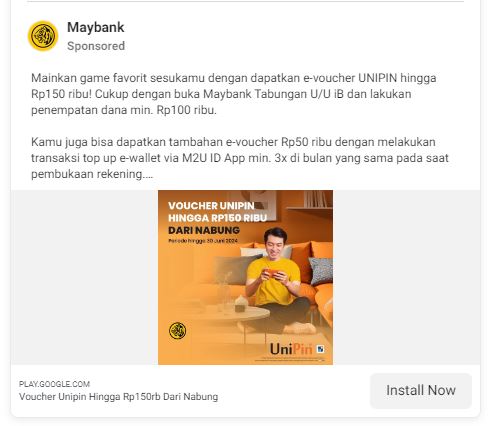 Maybank
Sponsored
Mainkan game favorit sesukamu dengan dapatkan e-voucher UNIPIN hingga
Rp150 ribu! Cukup dengan buka Maybank Tabungan U/U iB dan lakukan
penempatan dana min. Rp100 ribu.
Kamu juga bisa dapatkan tambahan e-voucher Rp50 ribu dengan melakukan
transaksi top up e-wallet via M2U ID App min. 3x di bulan yang sama pada saat
pembukaan rekening....
VOUCHER UNIPIN
HINGGA RP150 RIBU
DARI NABUNG
Periode hingga 30 Juni 2024
UniPin
PLAY.GOOGLE.COM
Voucher Unipin Hingga Rp150rb Dari Nabung
Install Now